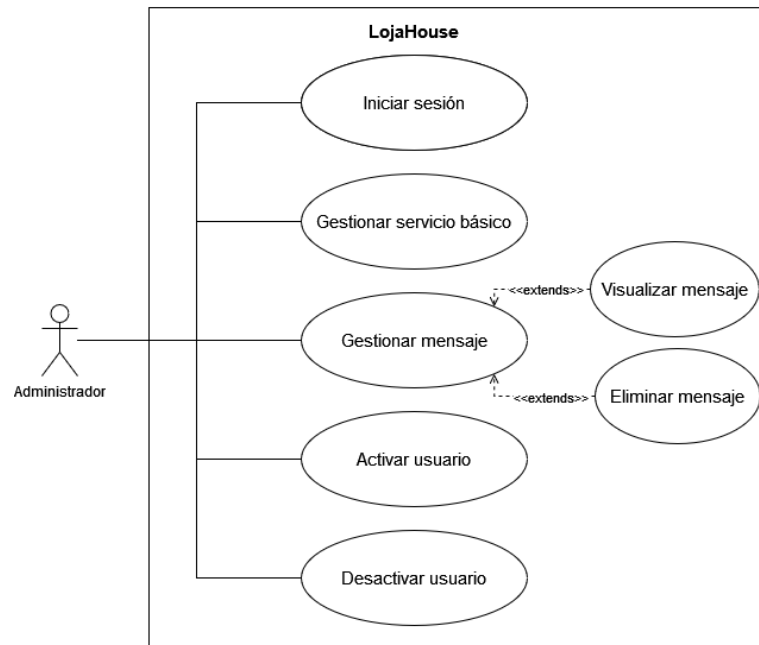 LojaHouse
Iniciar sesión
Gestionar servicio básico
<<extends>>
Visualizar mensaje
Gestionar mensaje
Administrador
<<extends>>
Eliminar mensaje
Activar usuario
Desactivar usuario